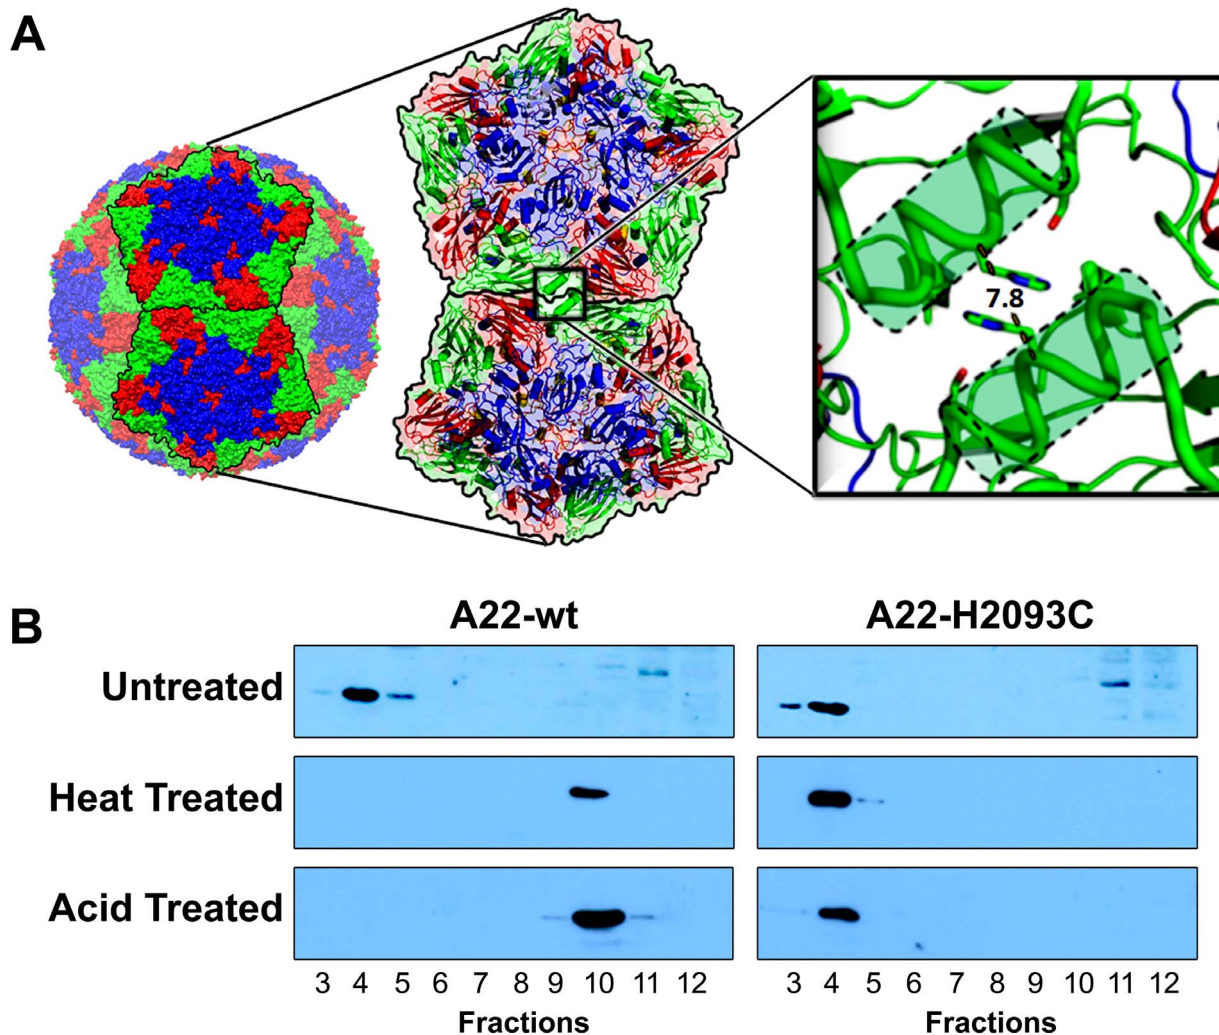 A
7.8
B
A22-wt
A22-H2093C
Untreated
Heat Treated
Acid Treated
3 4 5 6 7 8 9 10 11 12
3 4 5 6 7 8 9 10 11 12
Fractions
Fractions